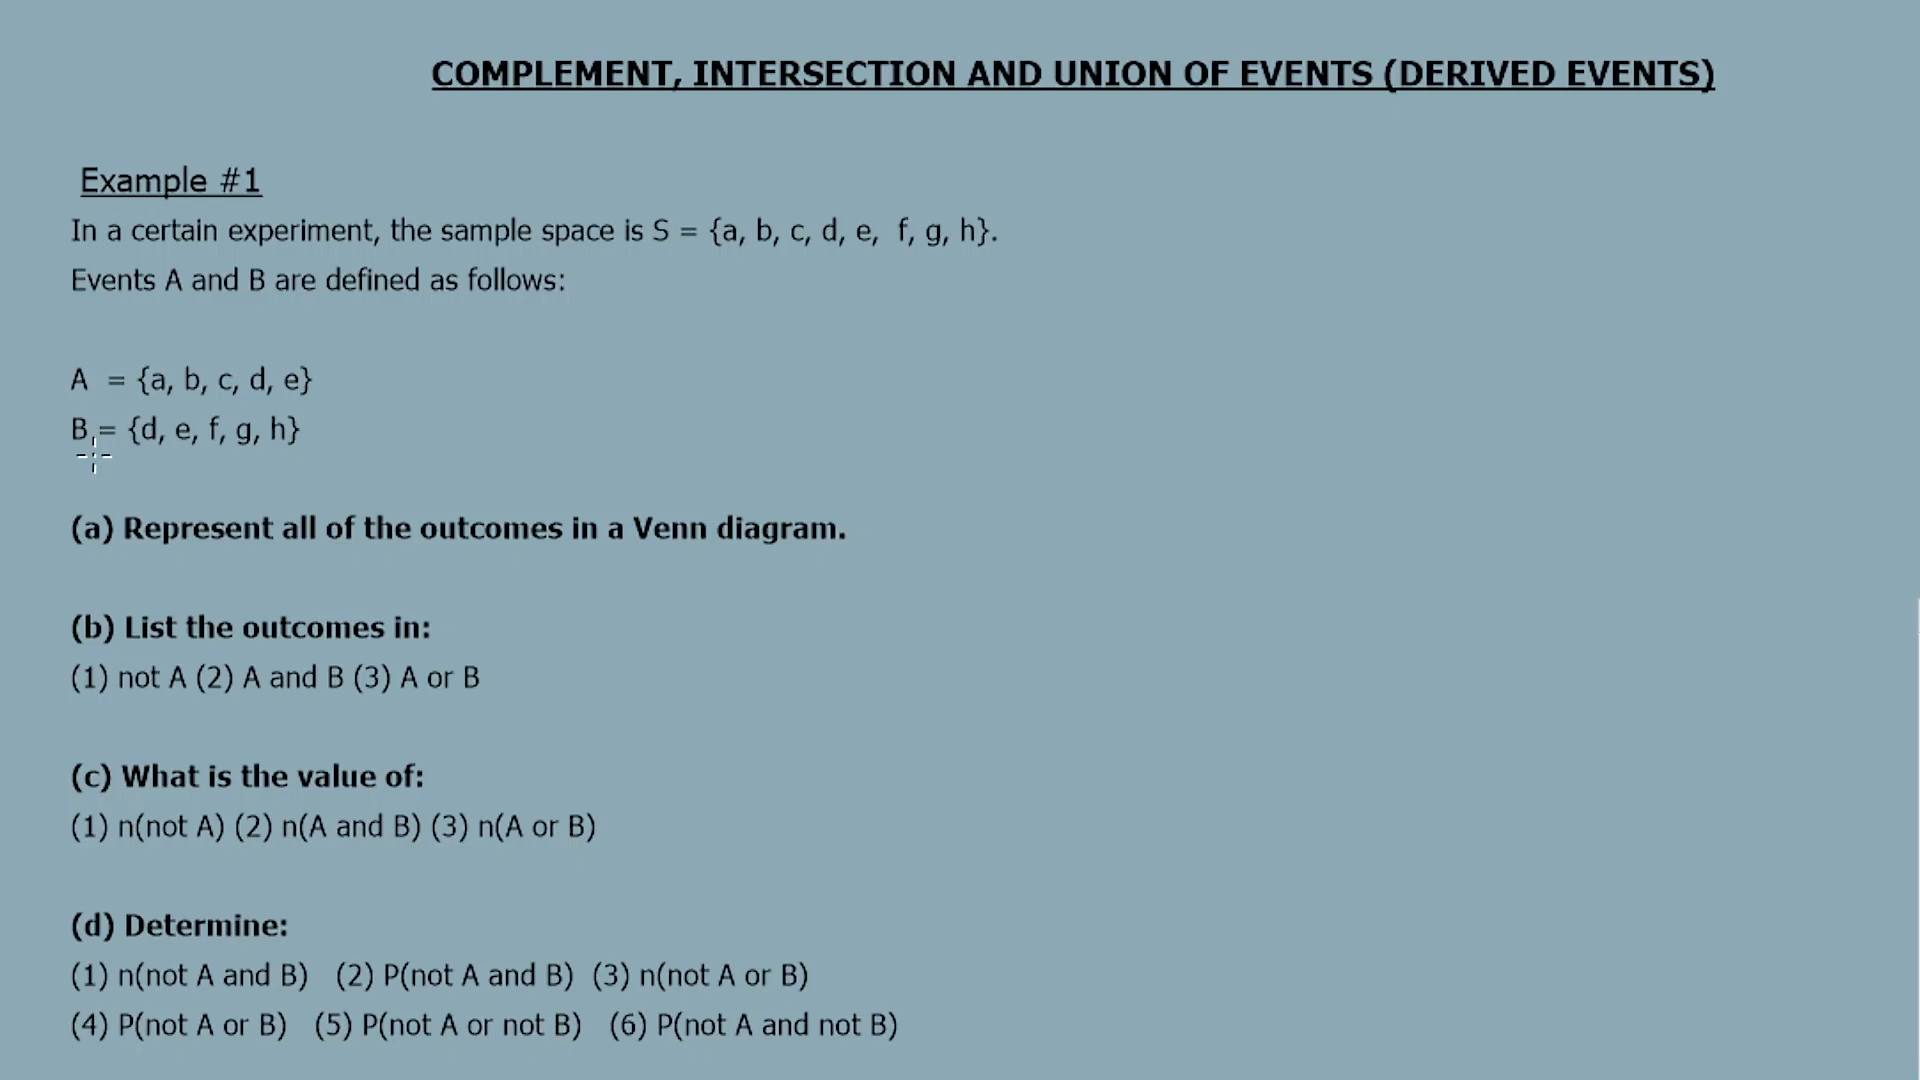 COMPLEMENT, INTERSECTION AND UNION OF EVENTS (DERIVED EVENTS)
Example #1
In a certain experiment, the sample space is S = {a, b, c, d, e, f, g, h}.
Events A and B are defined as follows:
A = {a, b, c, d, e}
B = {d, e, f, g, h}
(a) Represent all of the outcomes in a Venn diagram.
(b) List the outcomes in:
(1) not A (2) A and B (3) A or B
(c) What is the value of:
(1) n(not A) (2) n(A and B) (3) n(A or B)
(d) Determine:
(1) n(not A and B) (2) P(not A and B) (3) n(not A or B)
(4) P(not A or B) (5) P(not A or not B) (6) P(not A and not B)